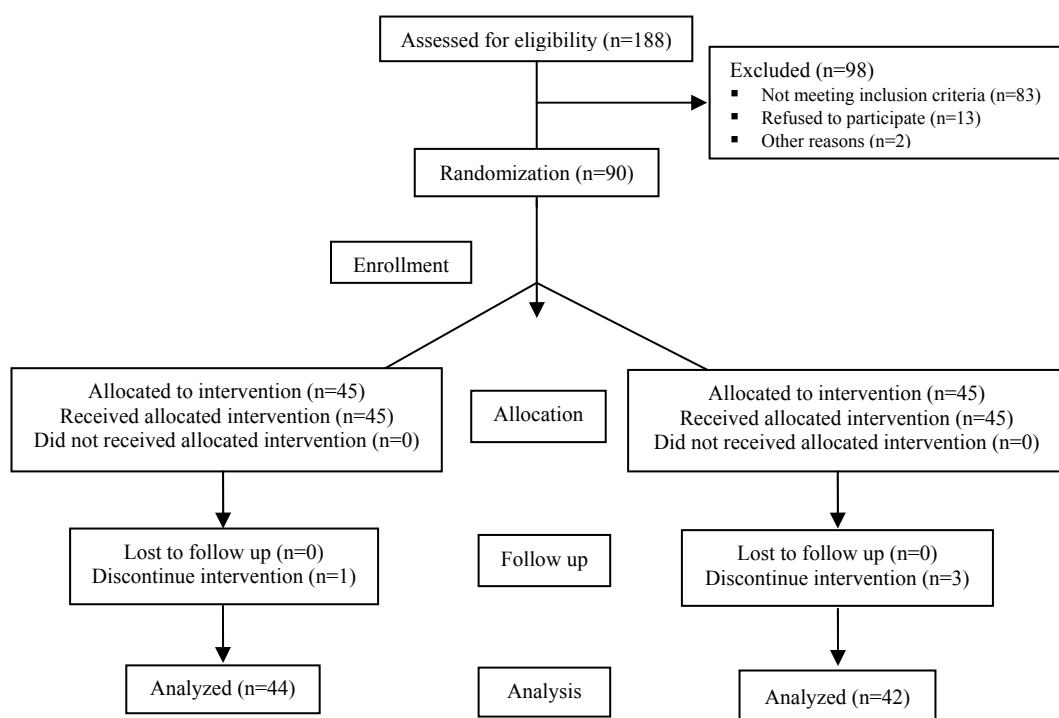 Assessed for eligibility (n=188)
Excluded (n=98)
▪ Not meeting inclusion criteria (n=83)
▪ Refused to participate (n=13)
▪ Other reasons (n=2)
Randomization (n=90)
Enrollment
Allocated to intervention (n=45)
Received allocated intervention (n=45)
Did not received allocated intervention (n=0)
Allocation
Allocated to intervention (n=45)
Received allocated intervention (n=45)
Did not received allocated intervention (n=0)
Lost to follow up (n=0)
Discontinue intervention (n=1)
Follow up
Lost to follow up (n=0)
Discontinue intervention (n=3)
Analyzed (n=44)
Analysis
Analyzed (n=42)